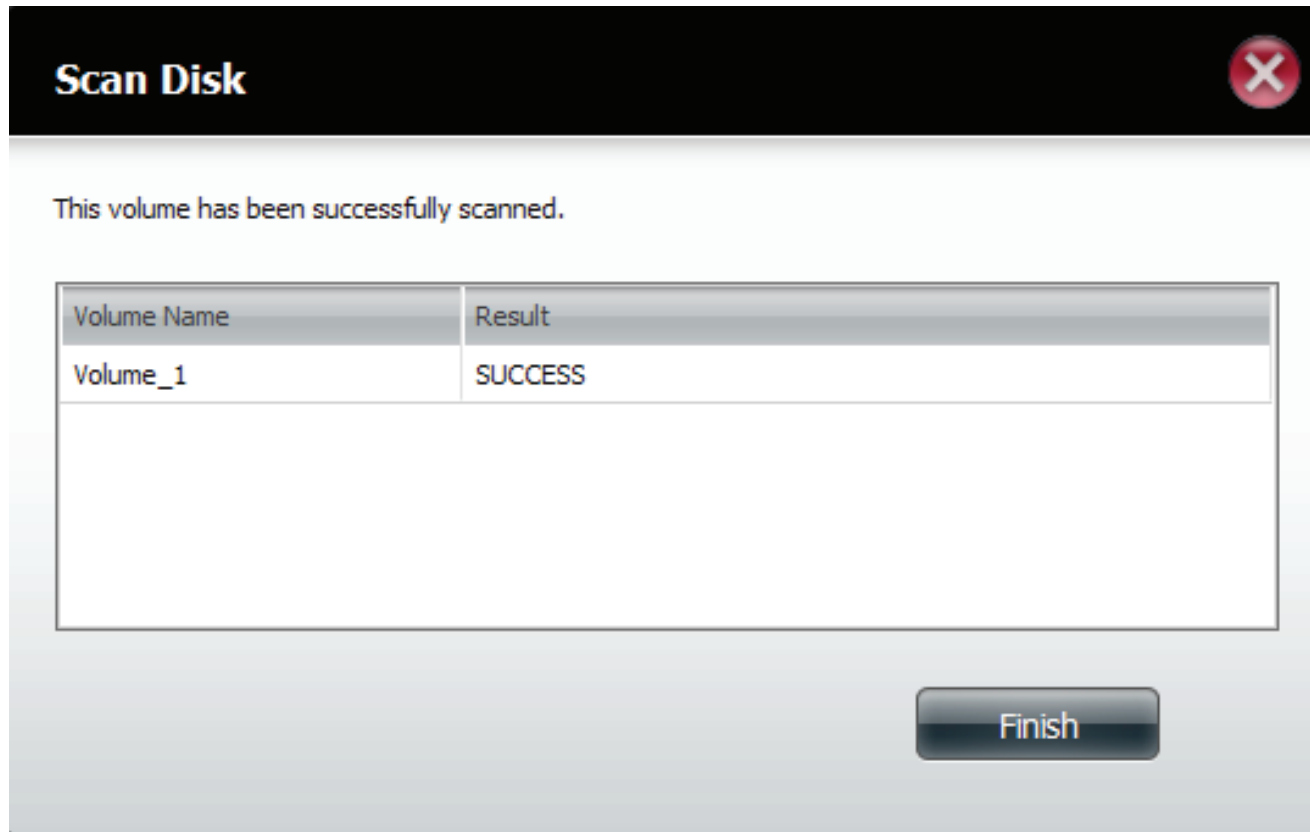 Scan Disk
This volume has been successfully scanned.
Volume Name Result
Volume_1 SUCCESS
Finish